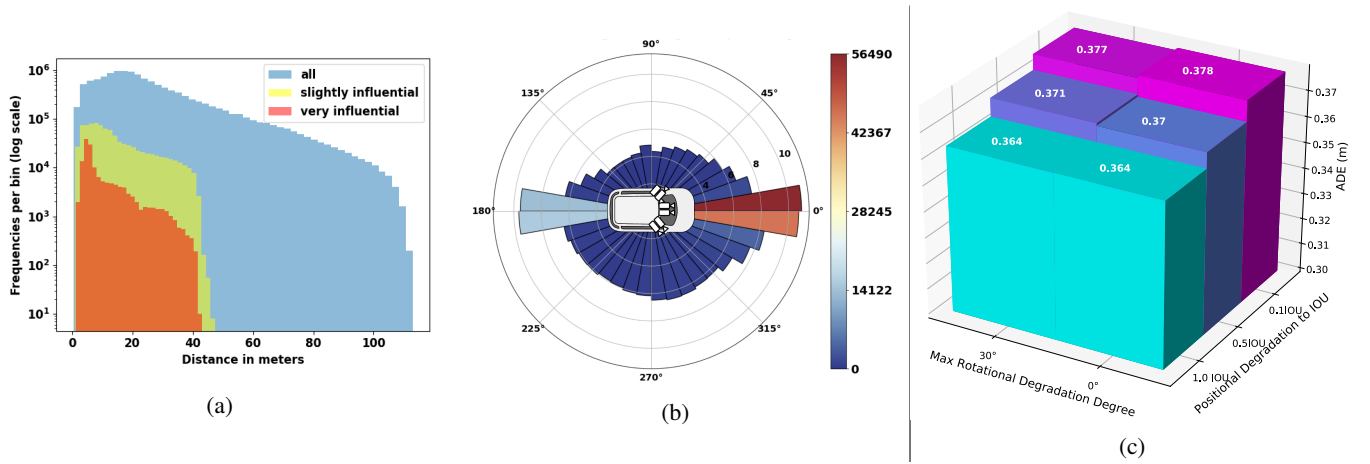 Frequencies per bin (log scale)
10⁶
10⁵
10⁴
10³
10²
10¹
all
slightly influential
very influential
0 20 40 60 80 100
Distance in meters
(a)
90°
135° 45°
180° 0°
225° 315°
270°
4 6 8 10
56490
42367
28245
14122
0
(b)
0.377
0.378
0.371
0.37
0.364
0.364
0.37
0.36
0.35
0.34
0.33
0.32
0.31
0.30
ADE (m)
0.1IOU
0.5IOU
1.0 IOU
Positional Degradation to IOU
30°
0°
Max Rotational Degradation Degree
(c)